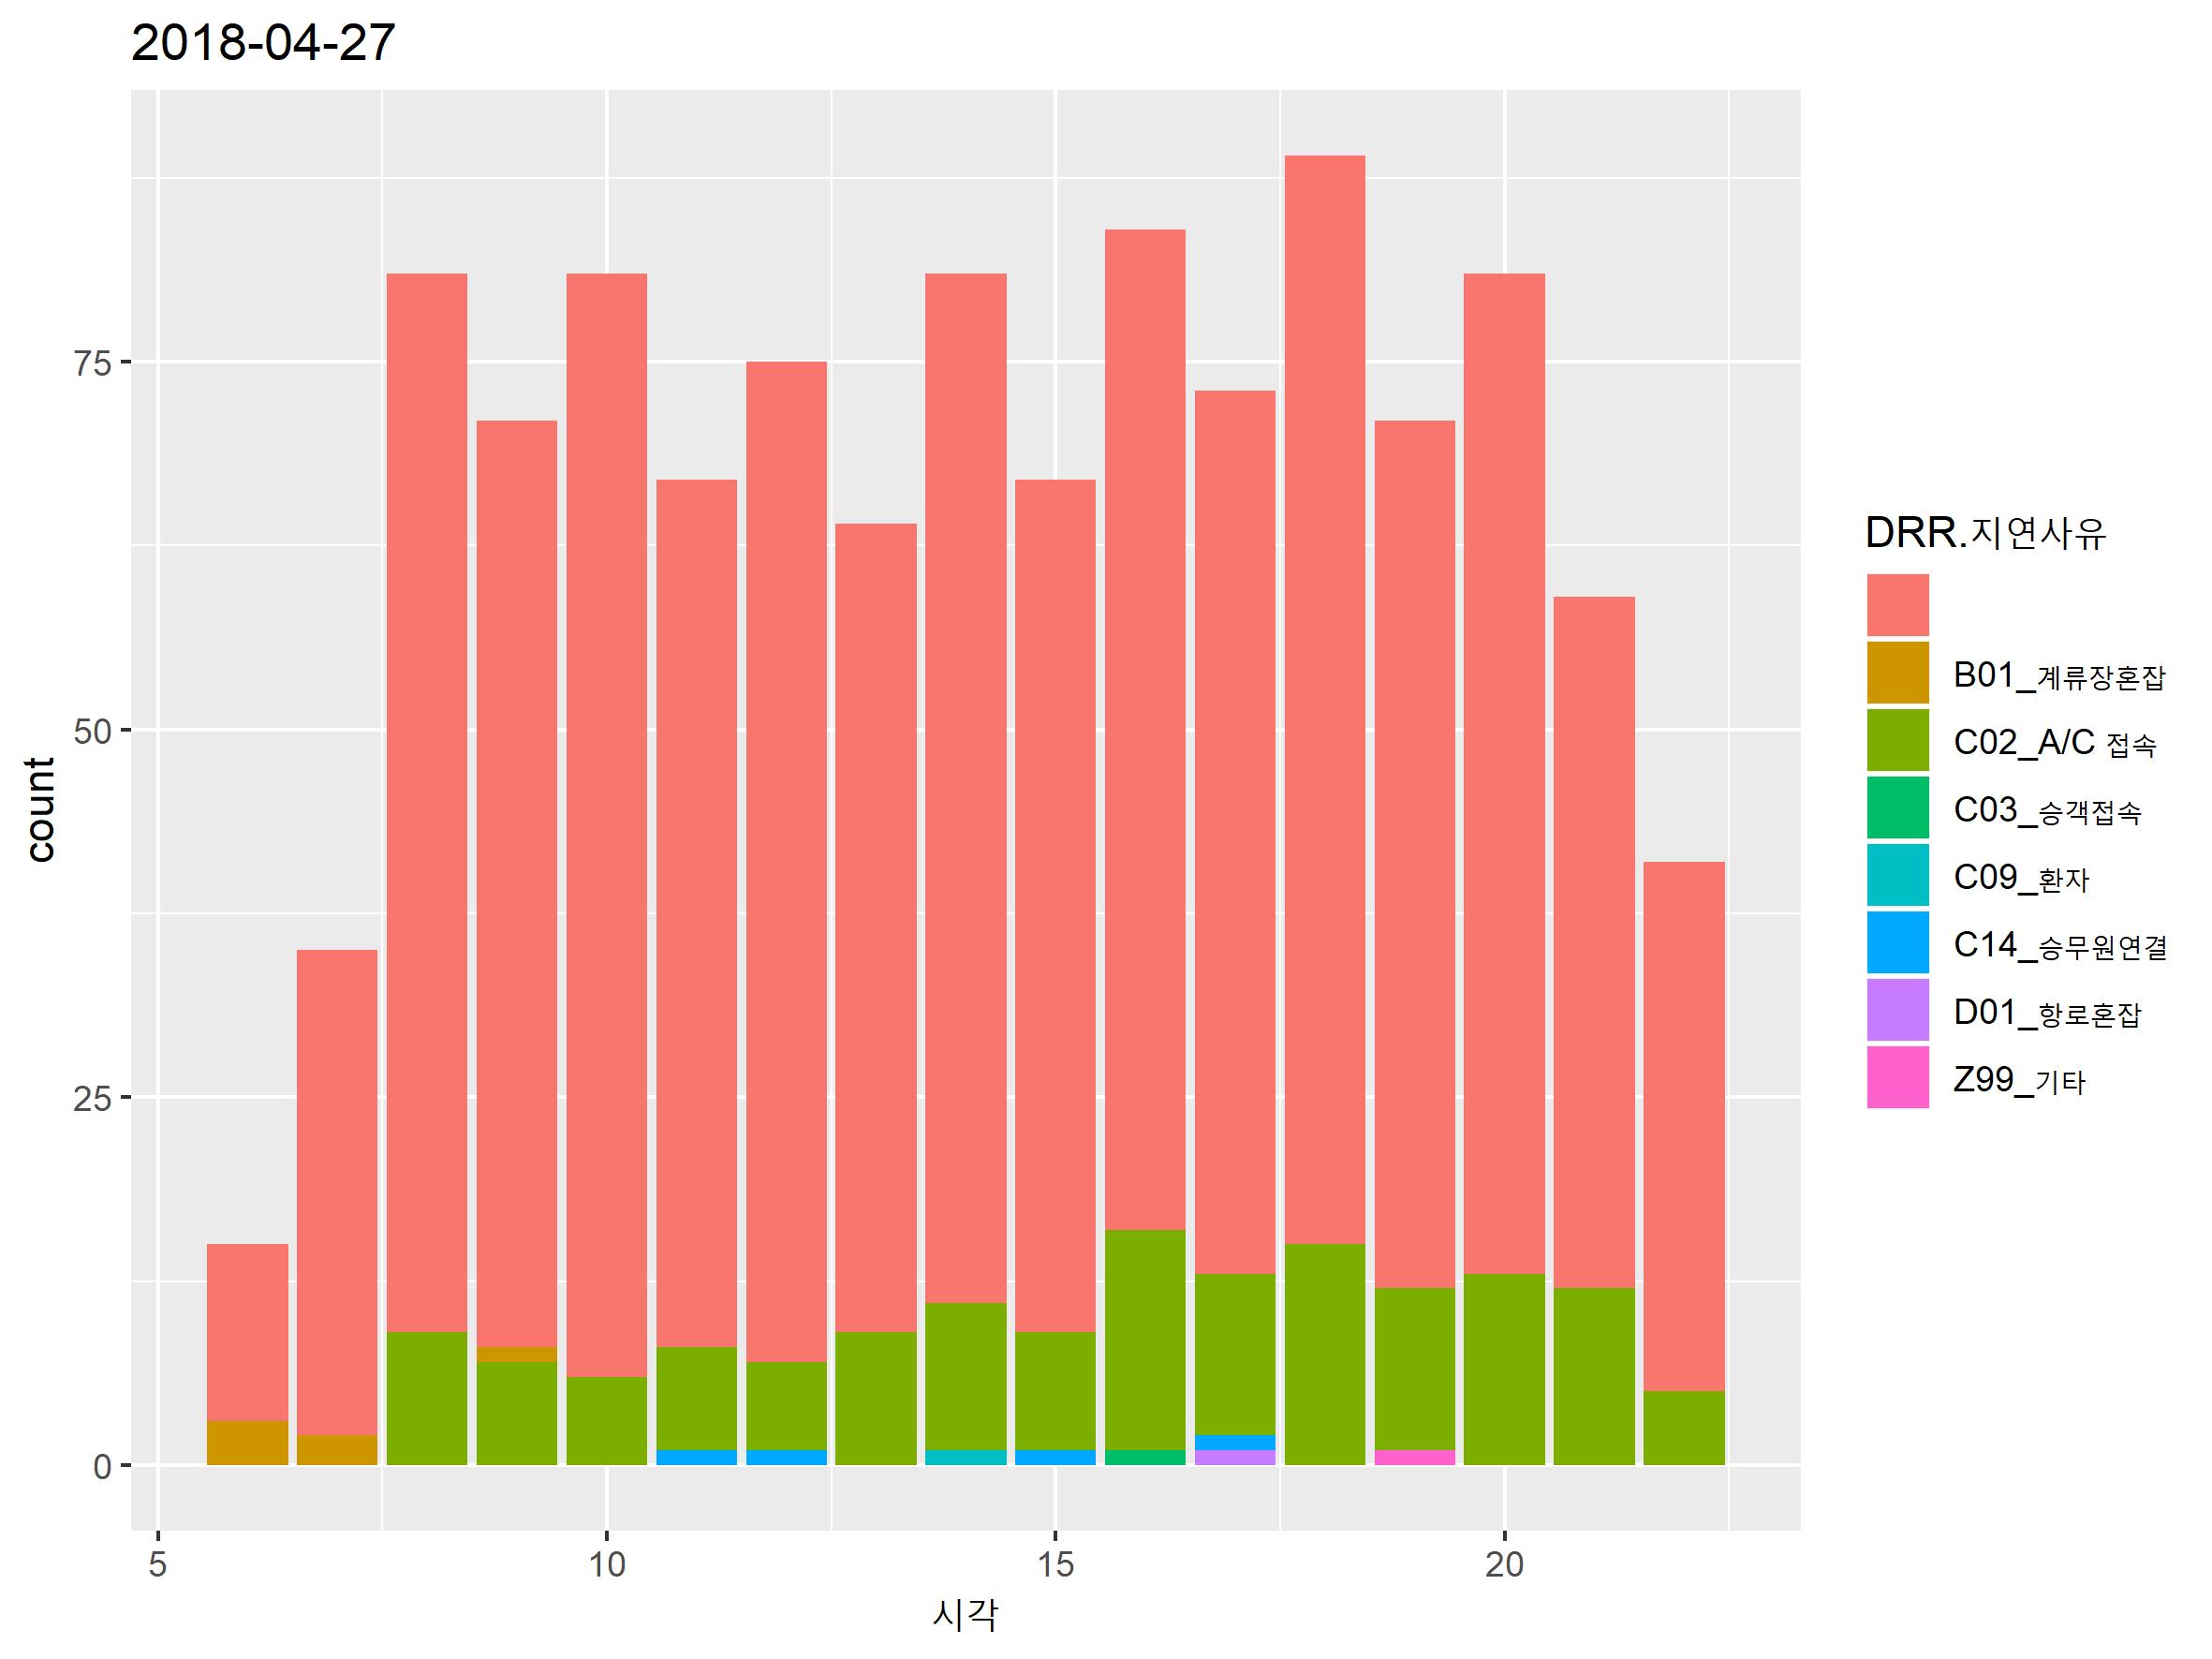 2018-04-27
75
50
25
0
count
5
10
15
20
시각
DRR.지연사유
B01_계류장혼잡
C02_A/C 접속
C03_승객접속
C09_환자
C14_승무원연결
D01_항로혼잡
Z99_기타